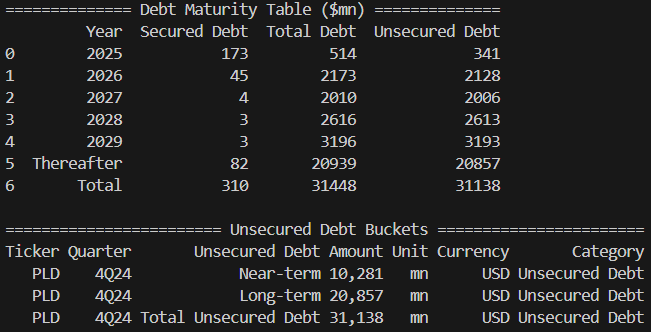 ============== Debt Maturity Table ($mn) ==============
Year Secured Debt Total Debt Unsecured Debt
0 2025 173 514 341
1 2026 45 2173 2128
2 2027 4 2010 2006
3 2028 3 2616 2613
4 2029 3 3196 3193
5 Thereafter 82 20939 20857
6 Total 310 31448 31138
======================== Unsecured Debt Buckets =======================
Ticker Quarter Unsecured Debt Amount Unit Currency Category
PLD 4Q24 Near-term 10,281 mn USD Unsecured Debt
PLD 4Q24 Long-term 20,857 mn USD Unsecured Debt
PLD 4Q24 Total Unsecured Debt 31,138 mn USD Unsecured Debt